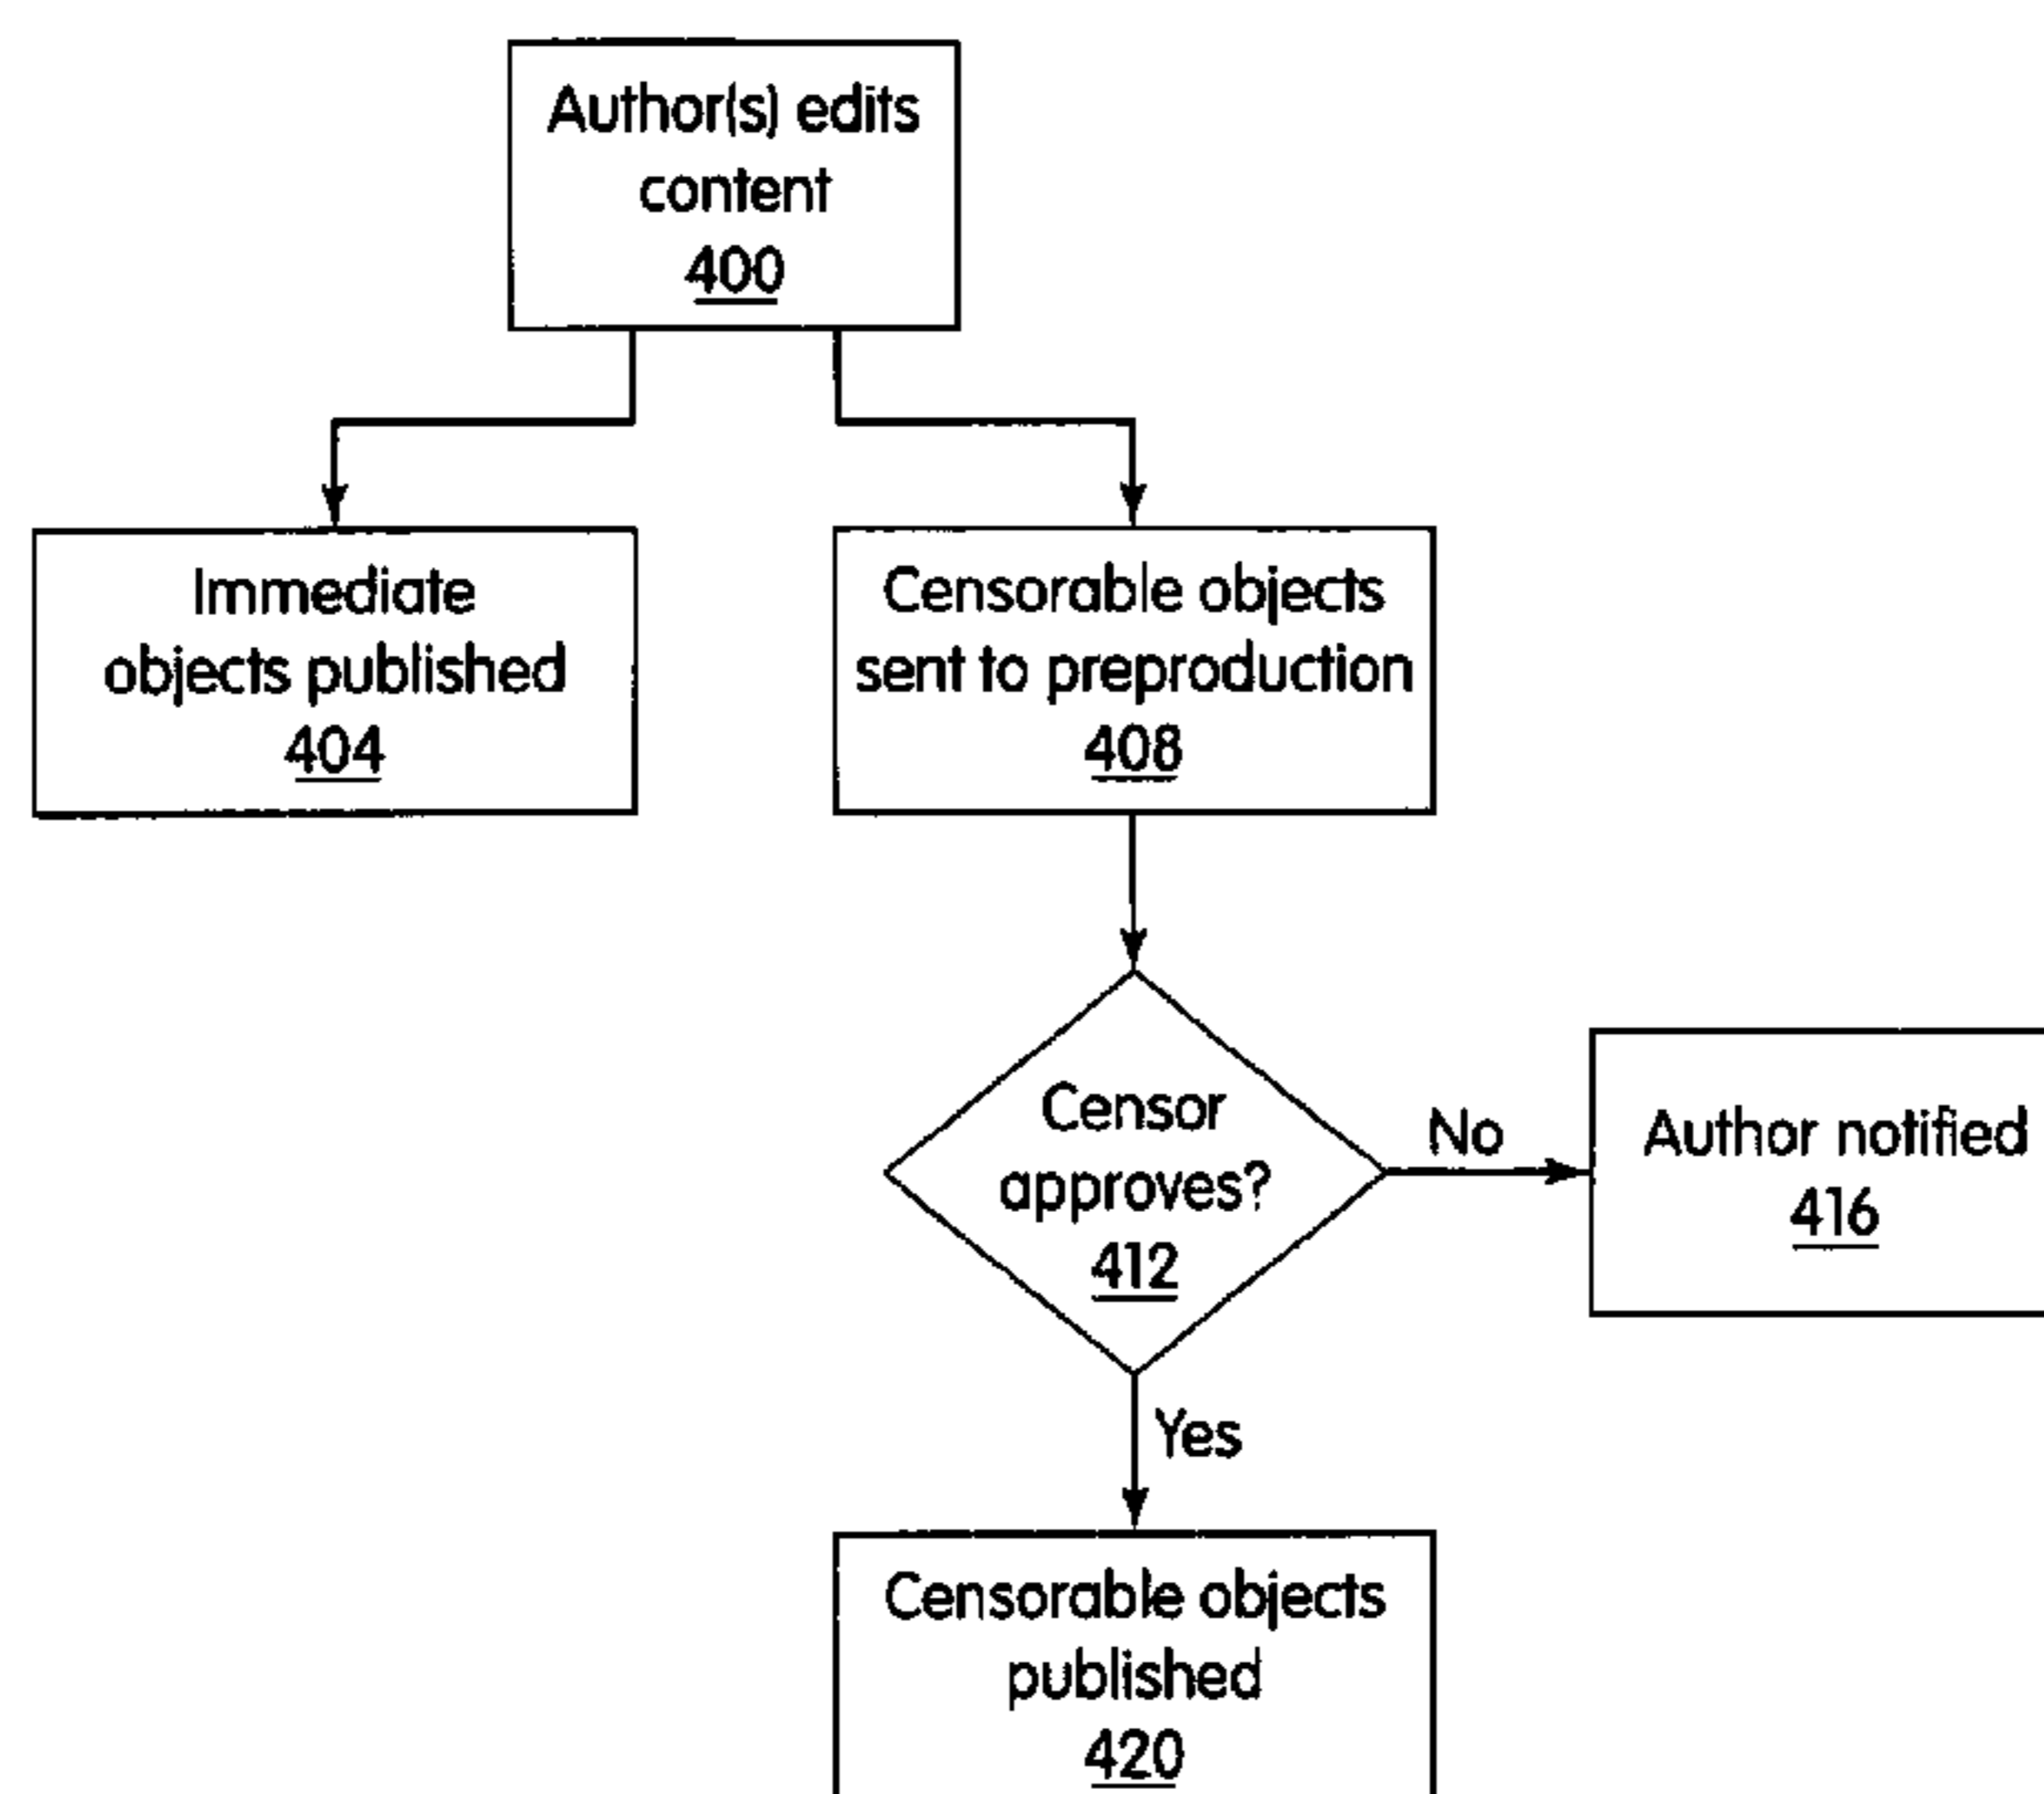 Author(s) edits
content
400
Immediate
objects published
404
Censorable objects
sent to preproduction
408
Censor
approves?
412
No
Author notified
416
Yes
Censorable objects
published
420